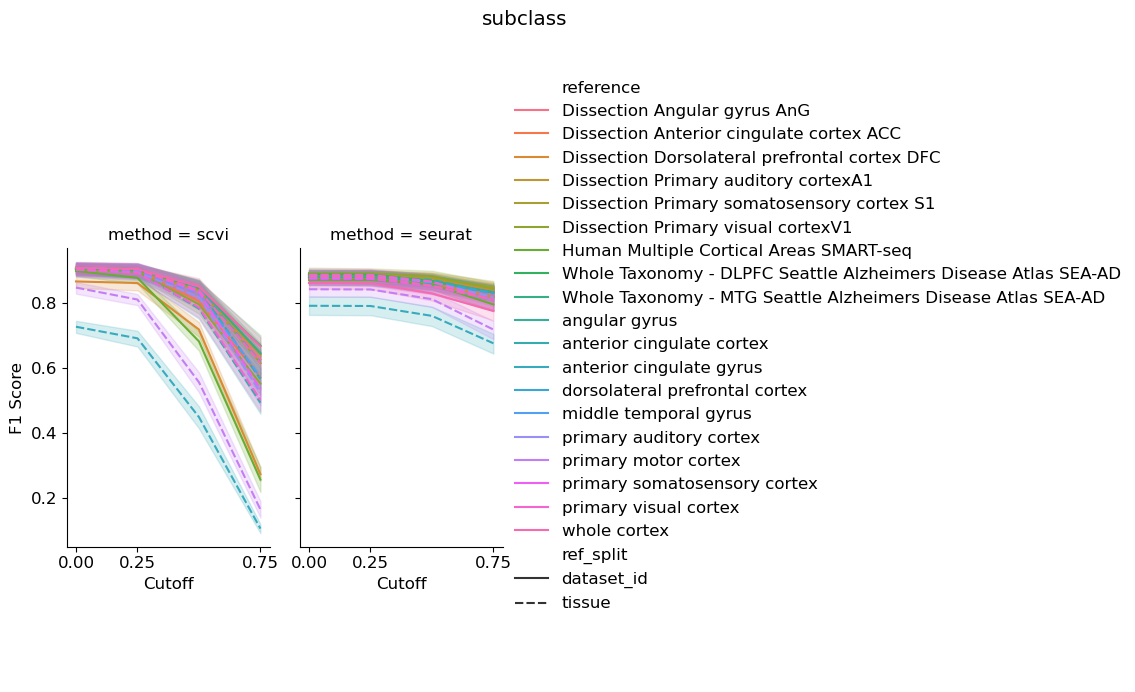 subclass
method = scvi
method = seurat
F1 Score
0.8
0.6
0.4
0.2
0.00
0.25
0.75
Cutoff
0.00
0.25
0.75
Cutoff
reference
Dissection Angular gyrus AnG
Dissection Anterior cingulate cortex ACC
Dissection Dorsolateral prefrontal cortex DFC
Dissection Primary auditory cortexA1
Dissection Primary somatosensory cortex S1
Dissection Primary visual cortexV1
Human Multiple Cortical Areas SMART-seq
Whole Taxonomy - DLPFC Seattle Alzheimers Disease Atlas SEA-AD
Whole Taxonomy - MTG Seattle Alzheimers Disease Atlas SEA-AD
angular gyrus
anterior cingulate cortex
anterior cingulate gyrus
dorsolateral prefrontal cortex
middle temporal gyrus
primary auditory cortex
primary motor cortex
primary somatosensory cortex
primary visual cortex
whole cortex
ref_split
dataset_id
tissue